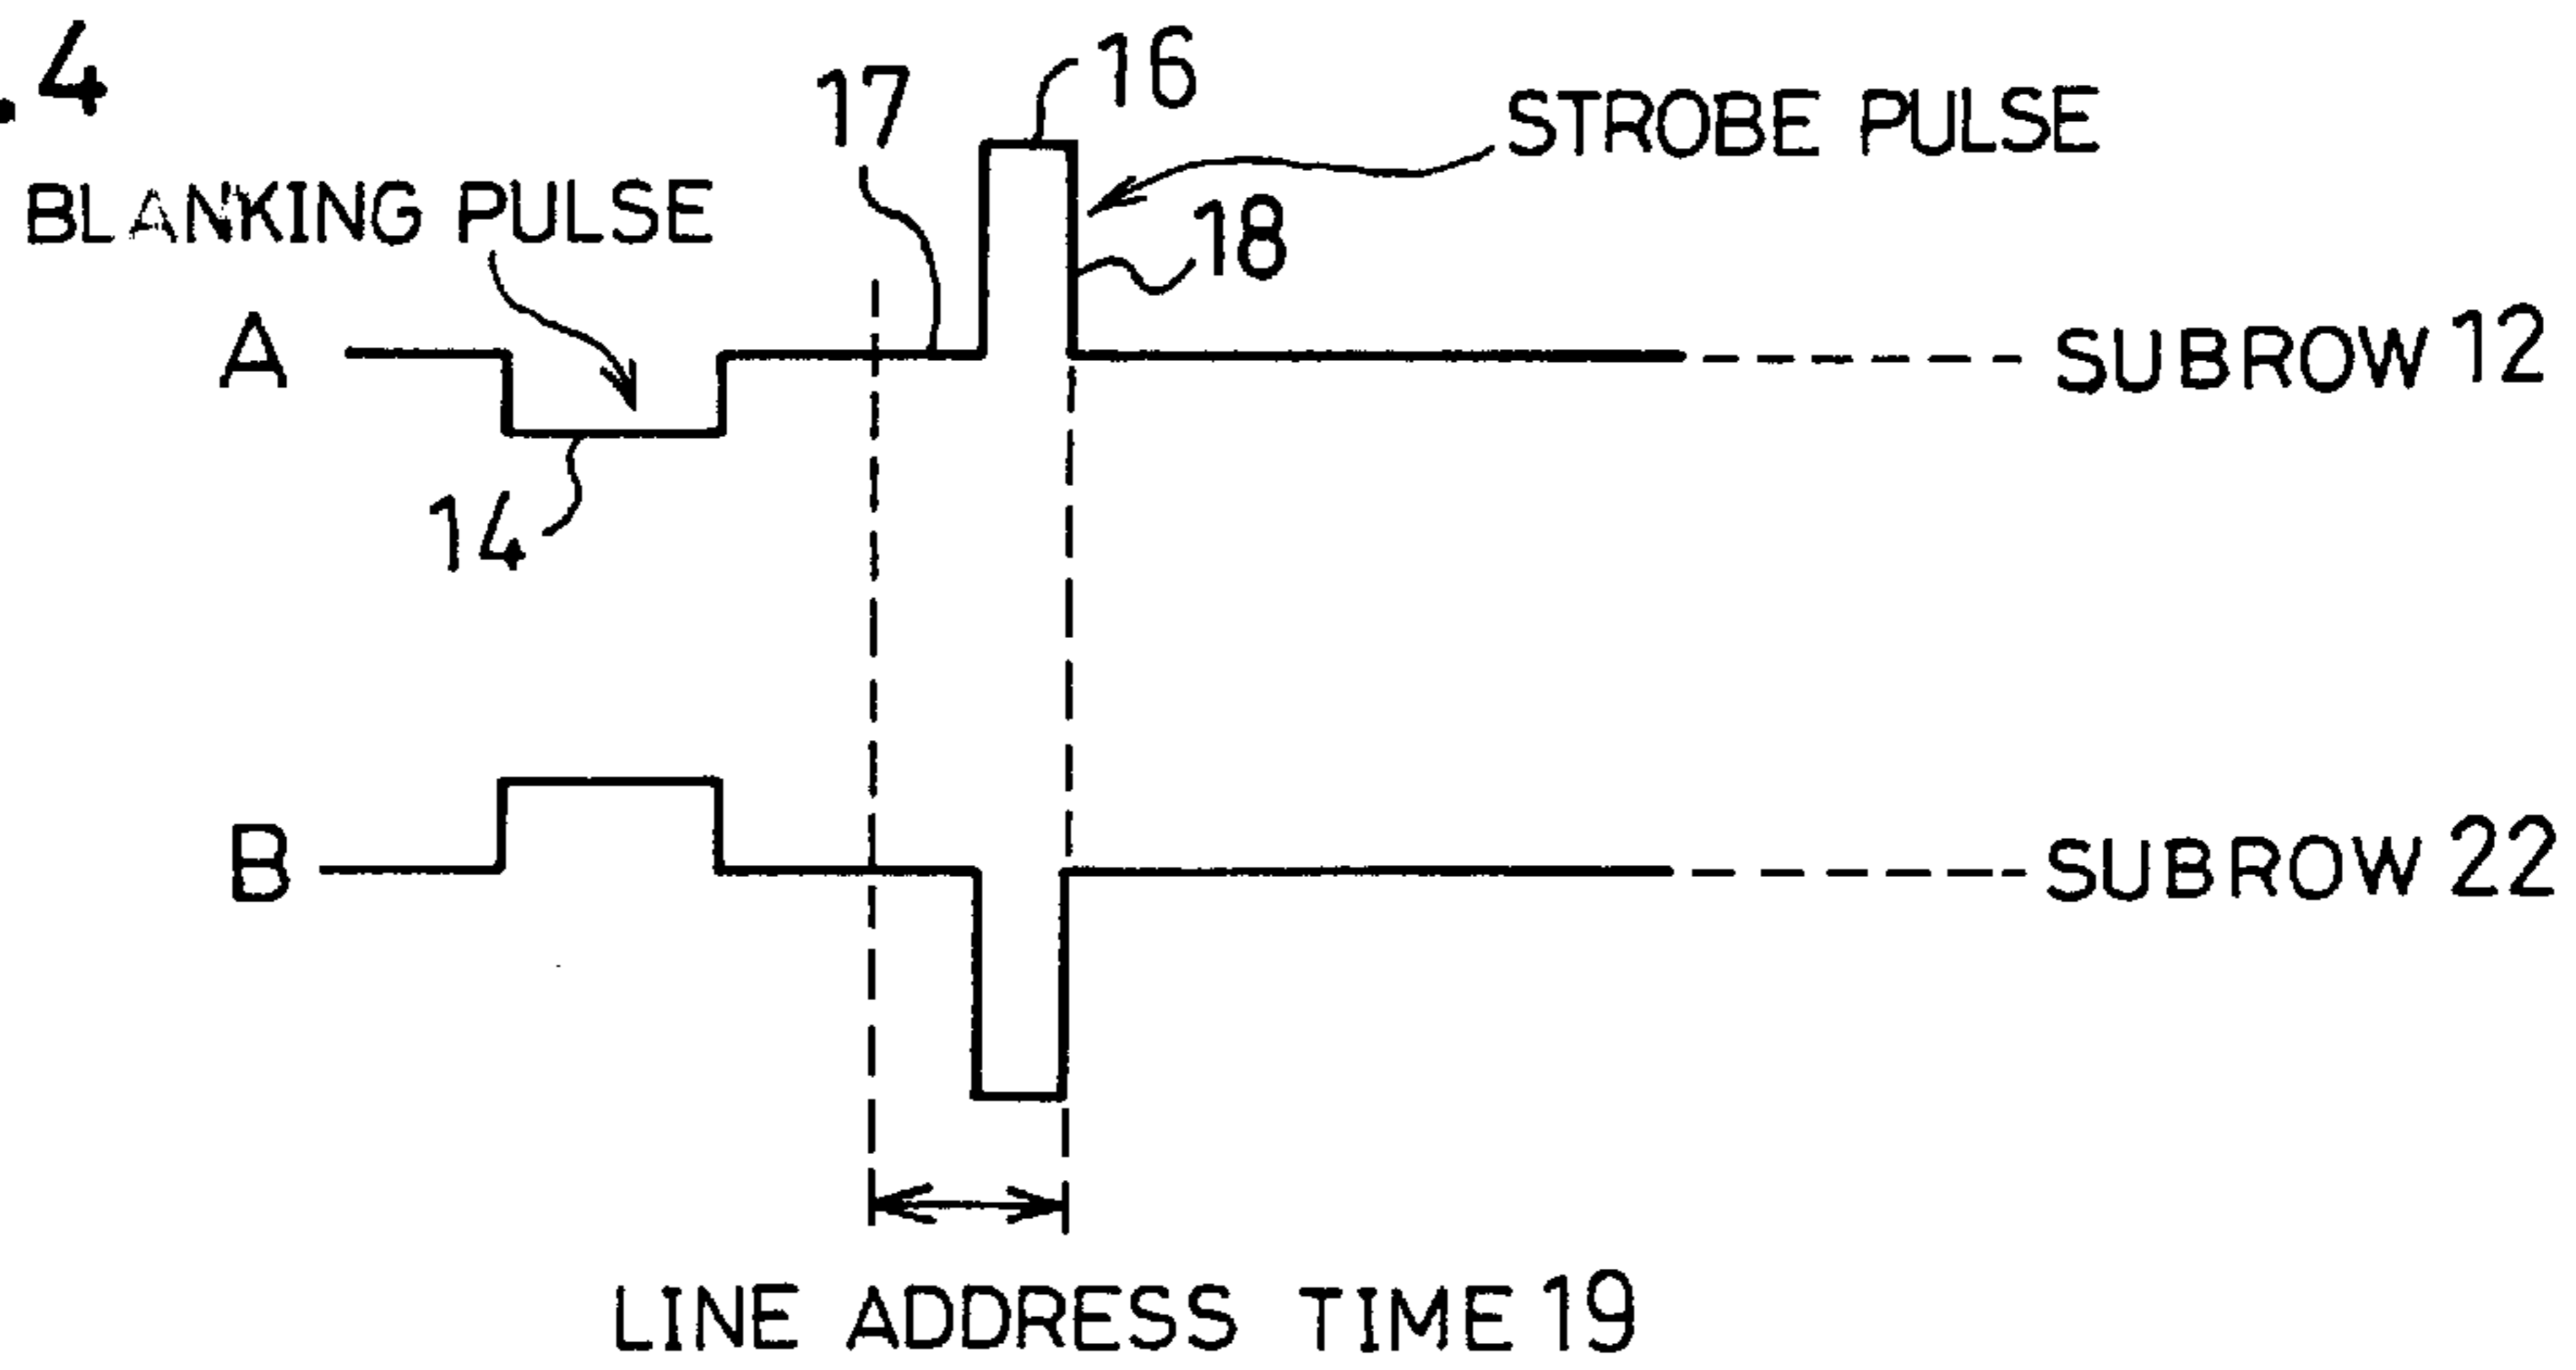 .4
16
17
STROBE PULSE
BLANKING PULSE
18
A
SUBROW 12
14
B
SUBROW 22
LINE ADDRESS TIME 19